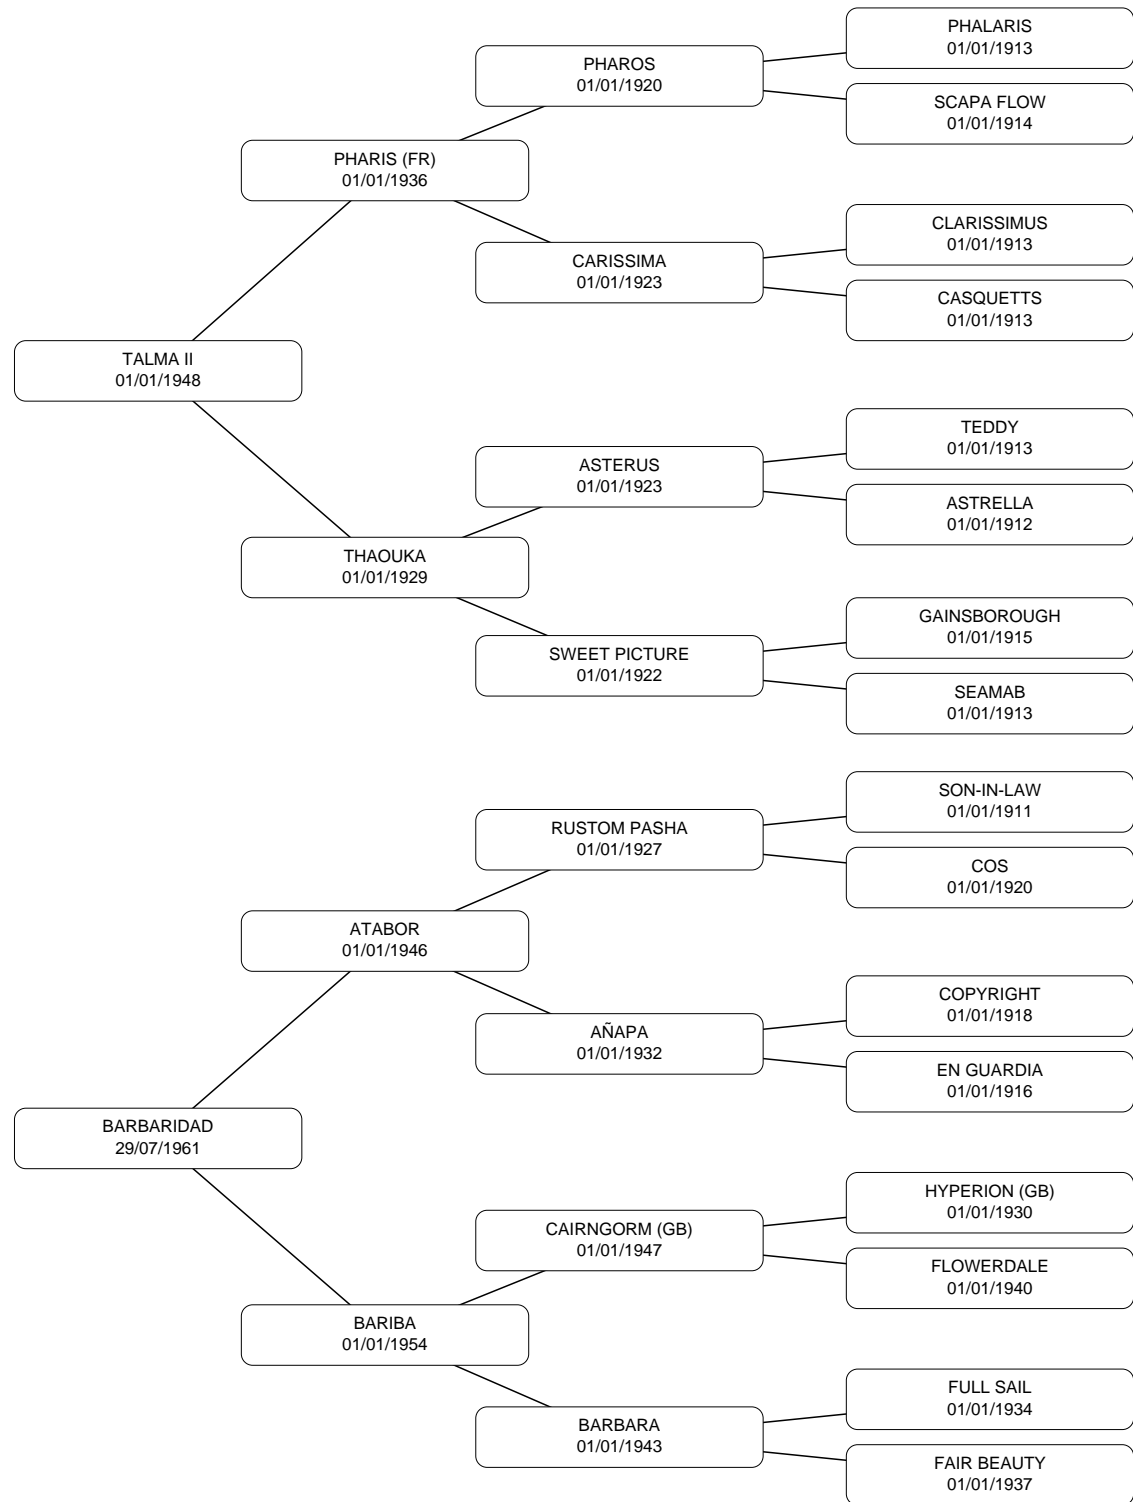 PHALARIS
01/01/1913
PHAROS
01/01/1920
SCAPA FLOW
01/01/1914
PHARIS (FR)
01/01/1936
CLARISSIMUS
01/01/1913
CARISSIMA
01/01/1923
CASQUETTS
01/01/1913
TALMA II
01/01/1948
TEDDY
01/01/1913
ASTERUS
01/01/1923
ASTRELLA
01/01/1912
THAOUKA
01/01/1929
GAINSBOROUGH
01/01/1915
SWEET PICTURE
01/01/1922
SEAMAB
01/01/1913
SON-IN-LAW
01/01/1911
RUSTOM PASHA
01/01/1927
COS
01/01/1920
ATABOR
01/01/1946
COPYRIGHT
01/01/1918
AÑAPA
01/01/1932
EN GUARDIA
01/01/1916
BARBARIDAD
29/07/1961
HYPERION (GB)
01/01/1930
CAIRNGORM (GB)
01/01/1947
FLOWERDALE
01/01/1940
BARIBA
01/01/1954
FULL SAIL
01/01/1934
BARBARA
01/01/1943
FAIR BEAUTY
01/01/1937